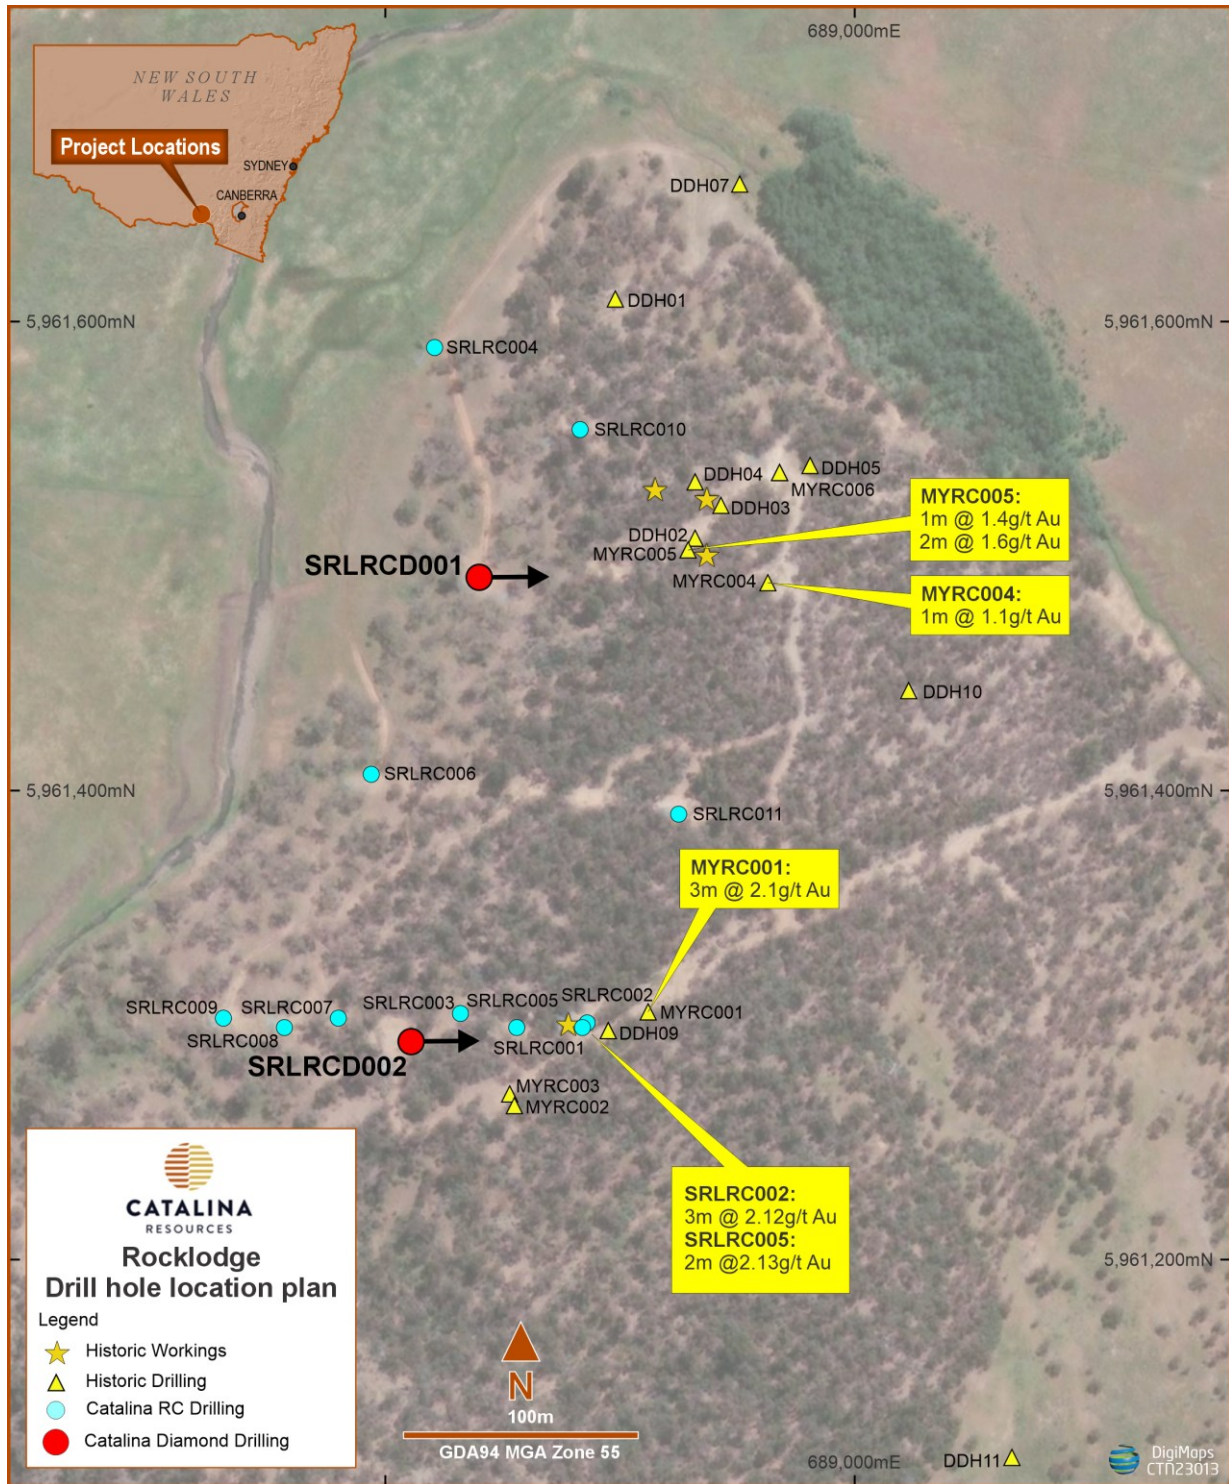 689,000mE
NEW SOUTH
WALES
Project Locations
SYDNEY
CANBERRA
DDH07
DDH01
5,961,600mN
5,961,600mN
SRLRC004
SRLRC010
DDH04
DDH05
MYRC006
DDH03
DDH02
MYRC005
MYRC004
MYRC005:
1m @ 1.4g/t Au
2m @ 1.6g/t Au
SRLRCD001
MYRC004:
1m @ 1.1g/t Au
DDH10
SRLRC006
5,961,400mN
5,961,400mN
SRLRC011
MYRC001:
3m @ 2.1g/t Au
SRLRC009
SRLRC007
SRLRC003
SRLRC005
SRLRC002
MYRC001
SRLRC008
SRLRC001
DDH09
SRLRCD002
MYRC003
MYRC002
SRLRC002:
3m @ 2.12g/t Au
SRLRC005:
2m @2.13g/t Au
5,961,200mN
CATALINA
RESOURCES
Rocklodge
Drill hole location plan
Legend
Historic Workings
Historic Drilling
Catalina RC Drilling
Catalina Diamond Drilling
N
100m
GDA94 MGA Zone 55
689,000mE
DDH11
DigiMaps
CTN23013